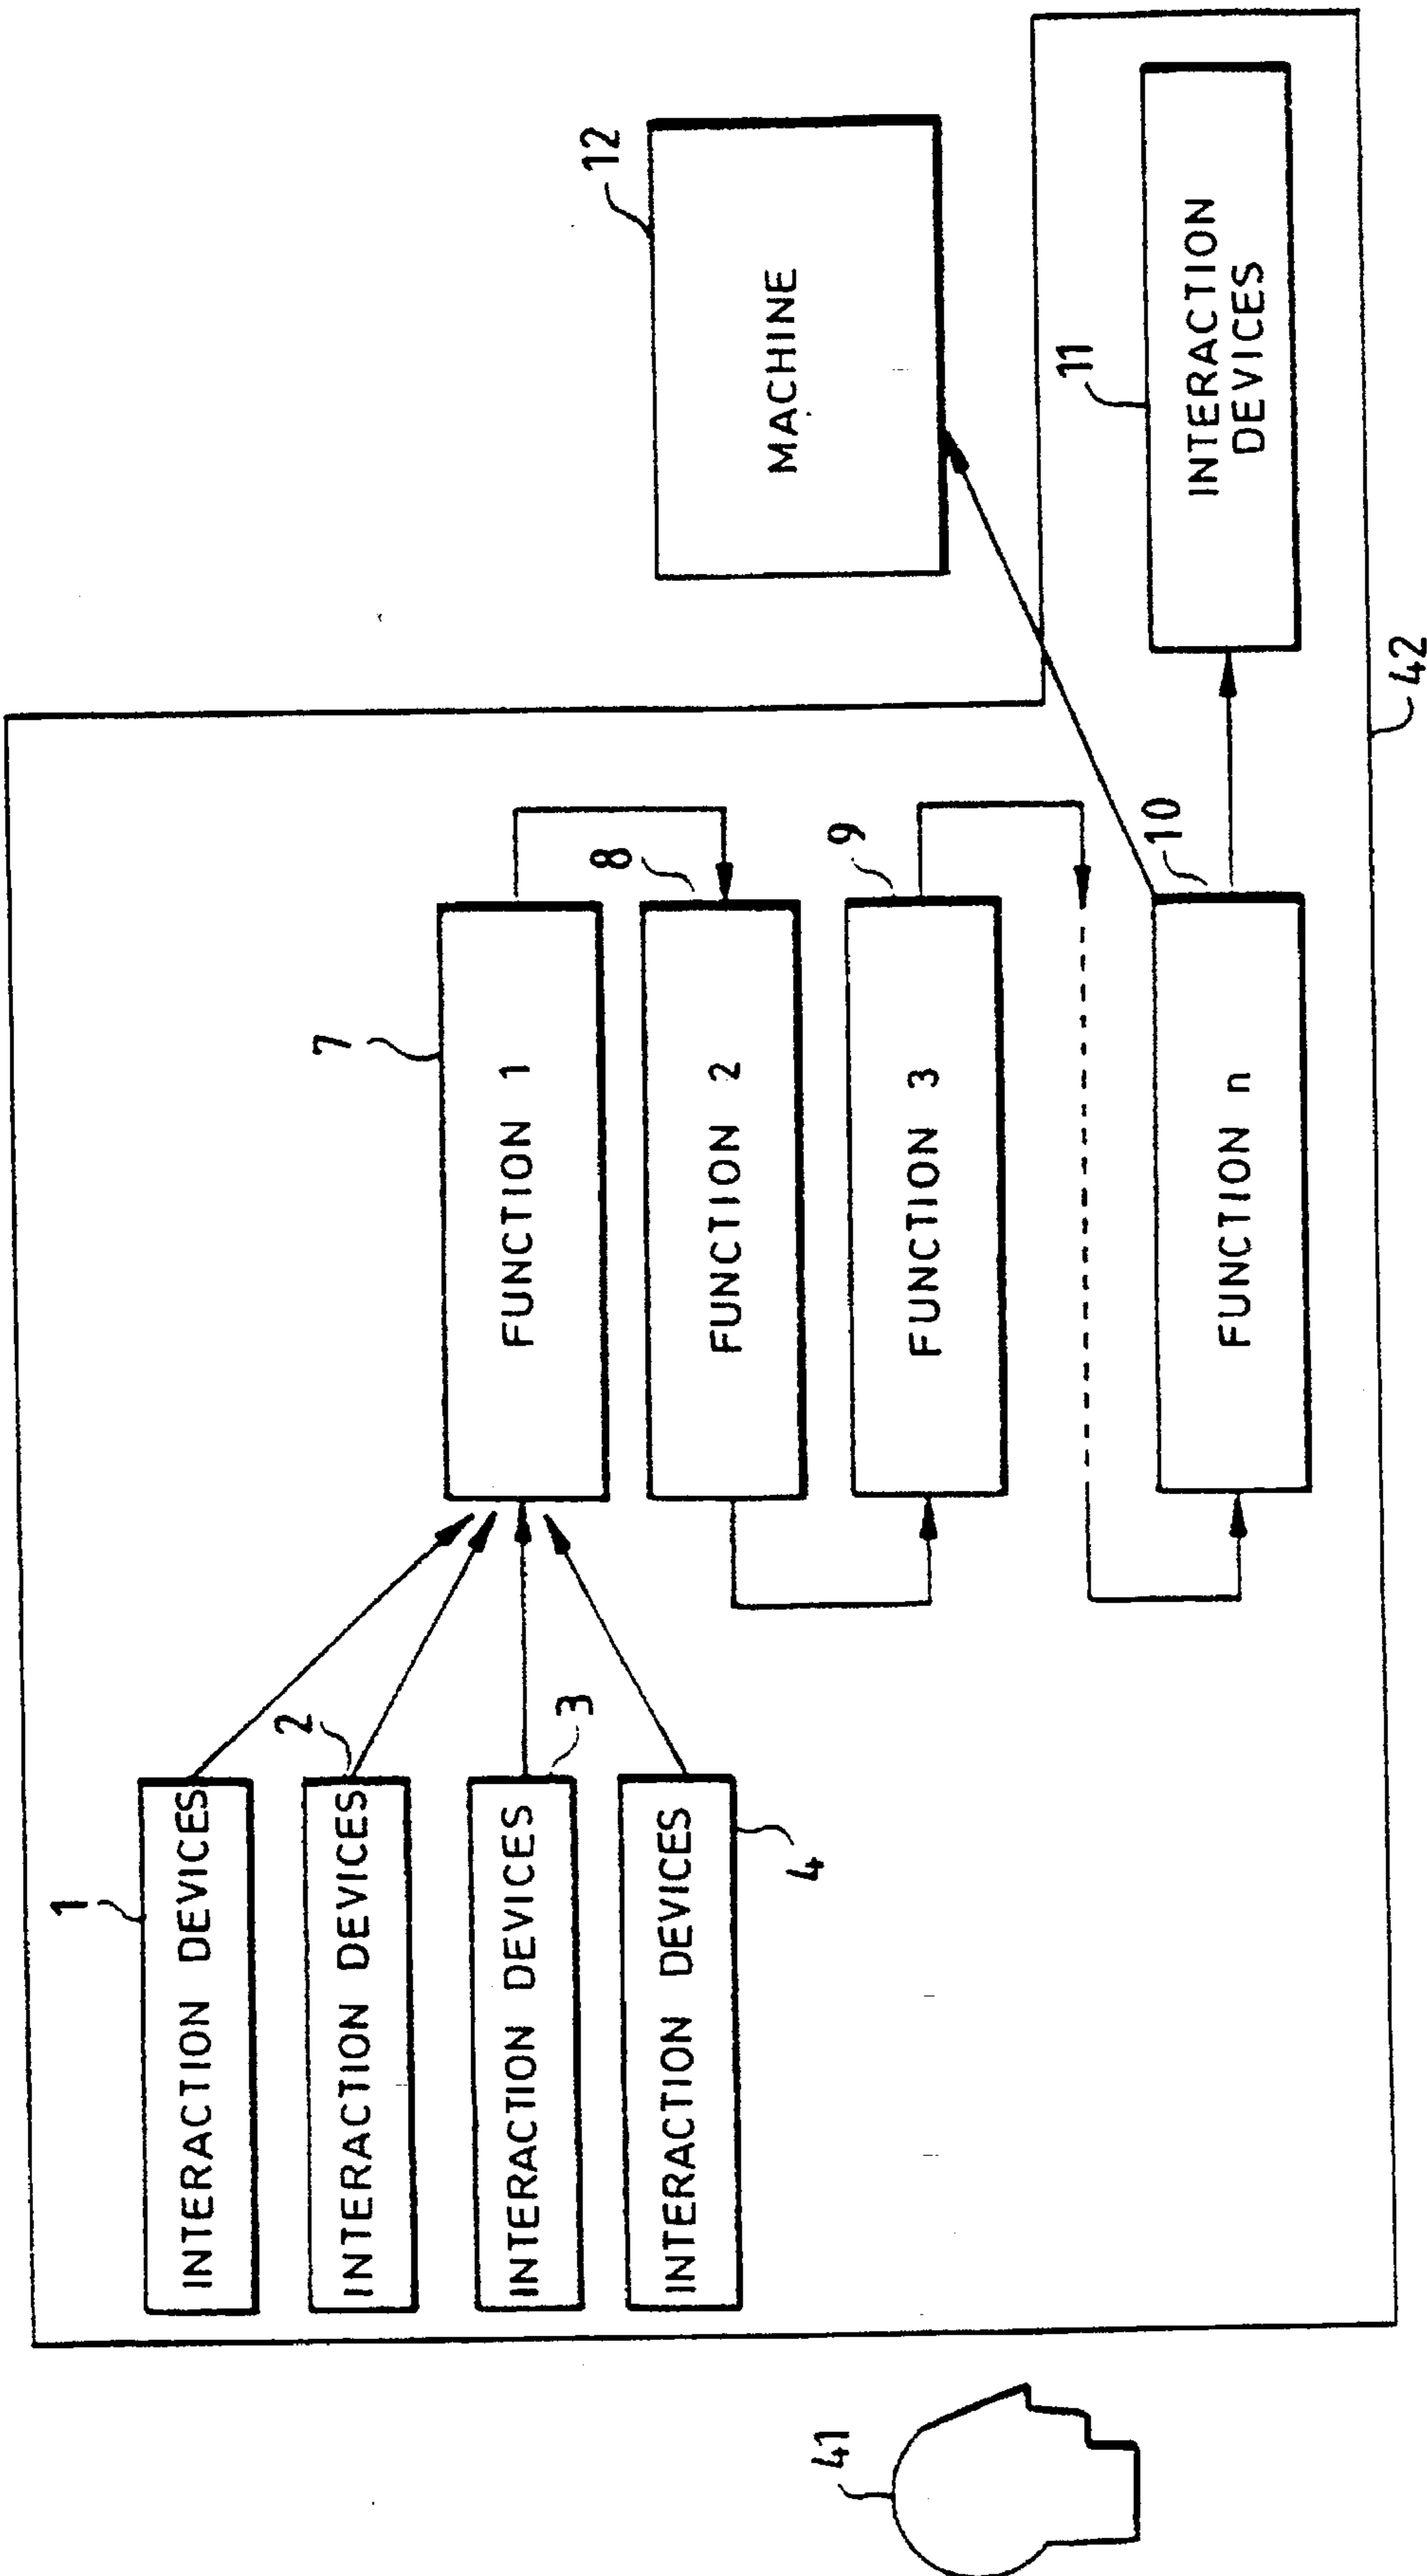 1
INTERACTION DEVICES
2
INTERACTION DEVICES
3
INTERACTION DEVICES
4
INTERACTION DEVICES
7
FUNCTION 1
8
FUNCTION 2
9
FUNCTION 3
10
FUNCTION n
12
MACHINE
11
INTERACTION
DEVICES
41
42